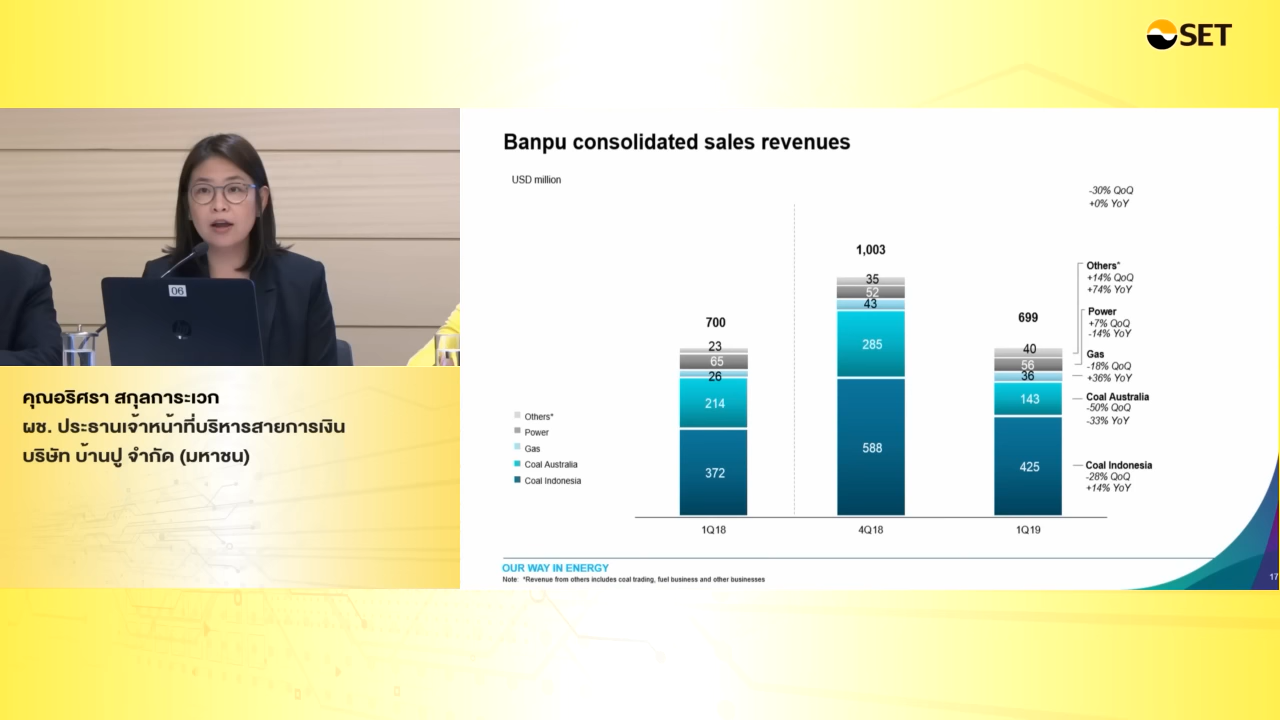 SET
06
คุณอริศรา สกุลการะเวก
ผช. ประธานเจ้าหน้าที่บริหารสายการเงิน
บริษัท บ้านปู จำกัด (มหาชน)
Banpu consolidated sales revenues
USD million
-30% QoQ
+0% YoY
700
23
65
26
214
372
1Q18
1,003
35
52
43
285
588
4Q18
699
40
56
36
143
425
1Q19
Others*
+14% QoQ
+74% YoY
Power
+7% QoQ
-14% YoY
Gas
-18% QoQ
+36% YoY
Coal Australia
-50% QoQ
-33% YoY
Coal Indonesia
-28% QoQ
+14% YoY
Others*
Power
Gas
Coal Australia
Coal Indonesia
OUR WAY IN ENERGY
Note: *Revenue from others includes coal trading, fuel business and other businesses
17